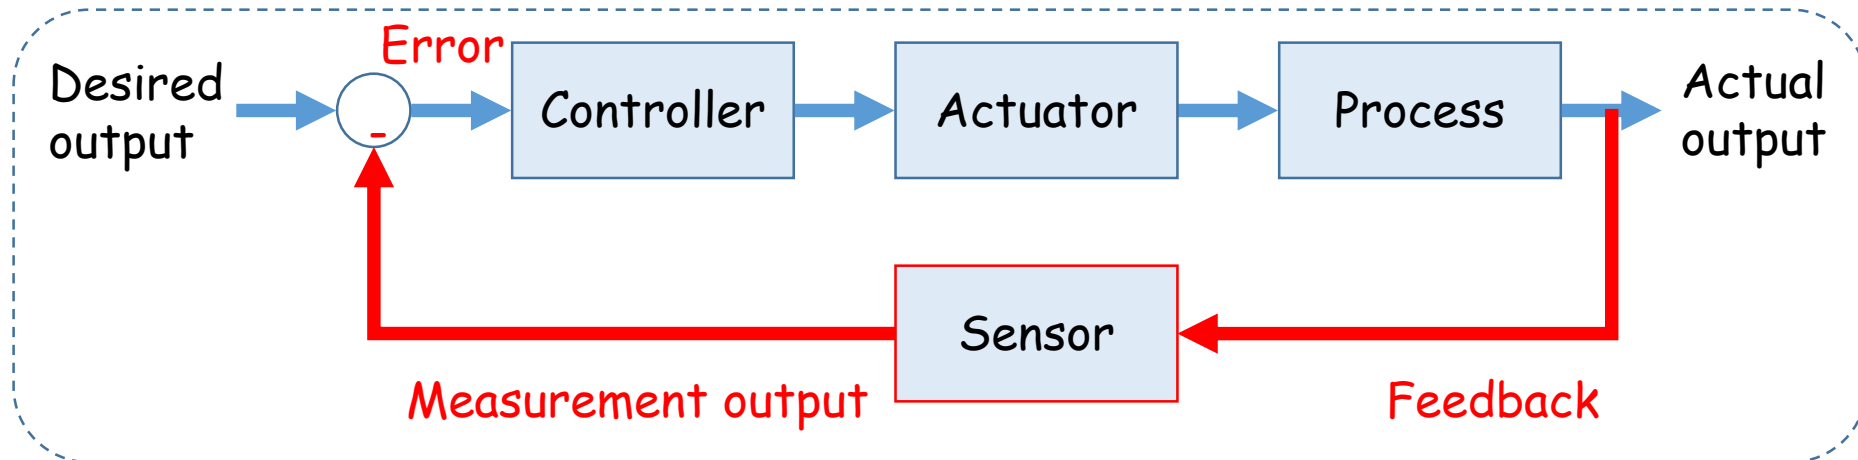 Desired
output
Error
-
Controller
Actuator
Process
Actual
output
Sensor
Measurement output
Feedback